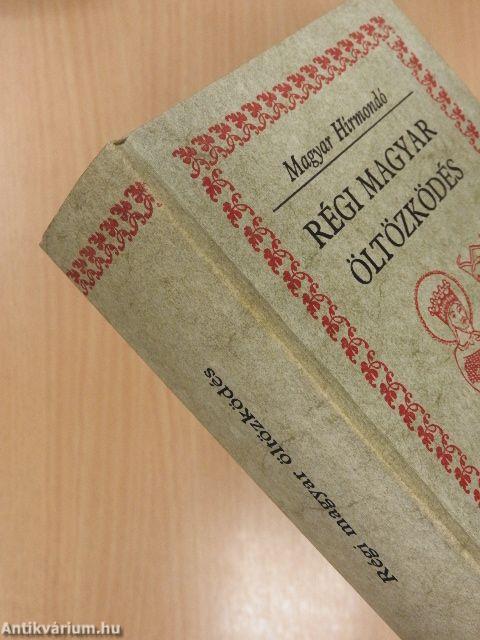 Magyar Hírmondó
RÉGI MAGYAR
ÖLTÖZKÖDÉS
Régi magyar öltözködés
Antikvárium.hu